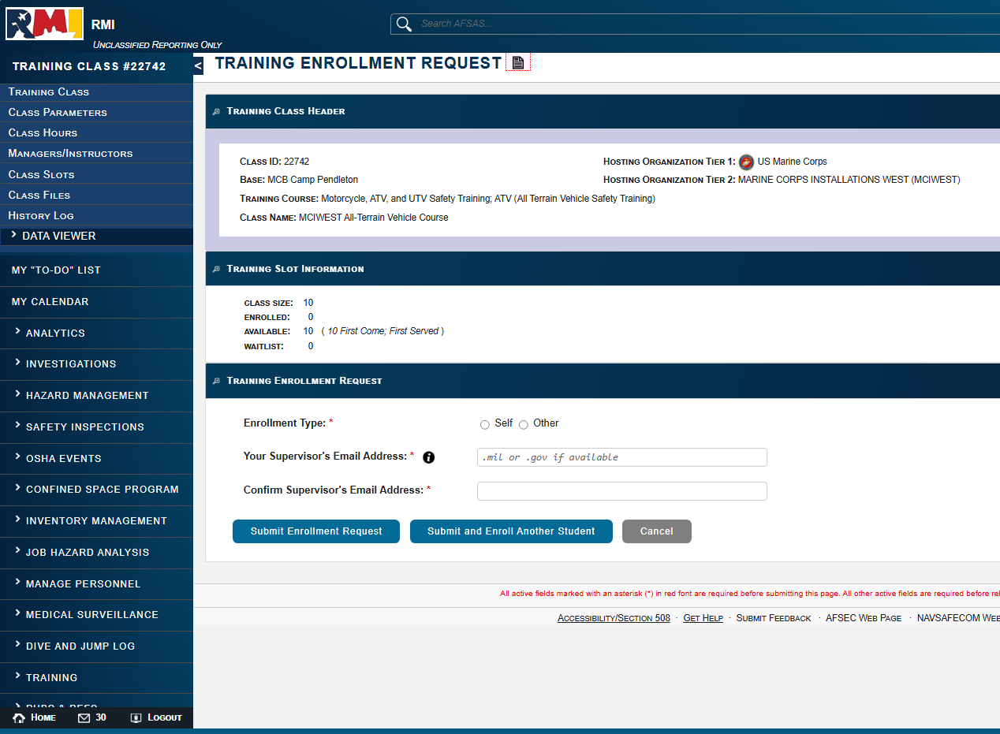 RMI
RMI
Search AFSAS...
Unclassified Reporting Only
TRAINING CLASS #22742
<
TRAINING ENROLLMENT REQUEST
Training Class
Class Parameters
Class Hours
Managers/Instructors
Class Slots
Class Files
History Log
DATA VIEWER
MY "TO-DO" LIST
MY CALENDAR
ANALYTICS
INVESTIGATIONS
HAZARD MANAGEMENT
SAFETY INSPECTIONS
OSHA EVENTS
CONFINED SPACE PROGRAM
INVENTORY MANAGEMENT
JOB HAZARD ANALYSIS
MANAGE PERSONNEL
MEDICAL SURVEILLANCE
DIVE AND JUMP LOG
TRAINING
Home 30 Logout
Training Class Header
Class ID: 22742 Hosting Organization Tier 1: US Marine Corps
Base: MCB Camp Pendleton Hosting Organization Tier 2: MARINE CORPS INSTALLATIONS WEST (MCIWEST)
Training Course: Motorcycle, ATV, and UTV Safety Training; ATV (All Terrain Vehicle Safety Training)
Class Name: MCIWEST All-Terrain Vehicle Course
Training Slot Information
CLASS SIZE: 10
ENROLLED: 0
AVAILABLE: 10 ( 10 First Come; First Served )
WAITLIST: 0
Training Enrollment Request
Enrollment Type: * Self Other
Your Supervisor's Email Address: * i .mil or .gov if available
Confirm Supervisor's Email Address: *
Submit Enrollment Request Submit and Enroll Another Student Cancel
All active fields marked with an asterisk (*) in red font are required before submitting this page. All other active fields are required before rel
Accessibility/Section 508 · Get Help · Submit Feedback · AFSEC Web Page · NAVSAFECOM Web